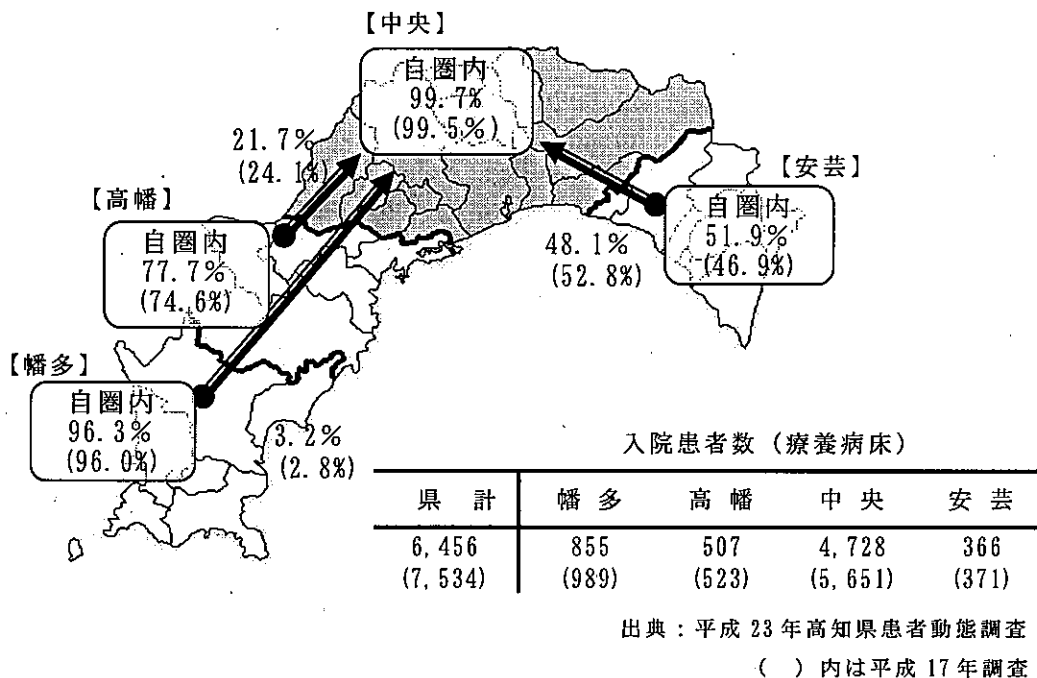 【中央】
自圏内
99.7%
(99.5%)
21.7%
(24.1%)
【高幡】
自圏内
77.7%
(74.6%)
【安芸】
自圏内
51.9%
(46.9%)
48.1%
(52.8%)
【幡多】
自圏内
96.3%
(96.0%)
3.2%
(2.8%)
入院患者数（療養病床）
県 計 幡 多 高 幡 中 央 安 芸
6,456 855 507 4,728 366
(7,534) (989) (523) (5,651) (371)
出典：平成 23 年高知県患者動態調査
（ ）内は平成 17 年調査